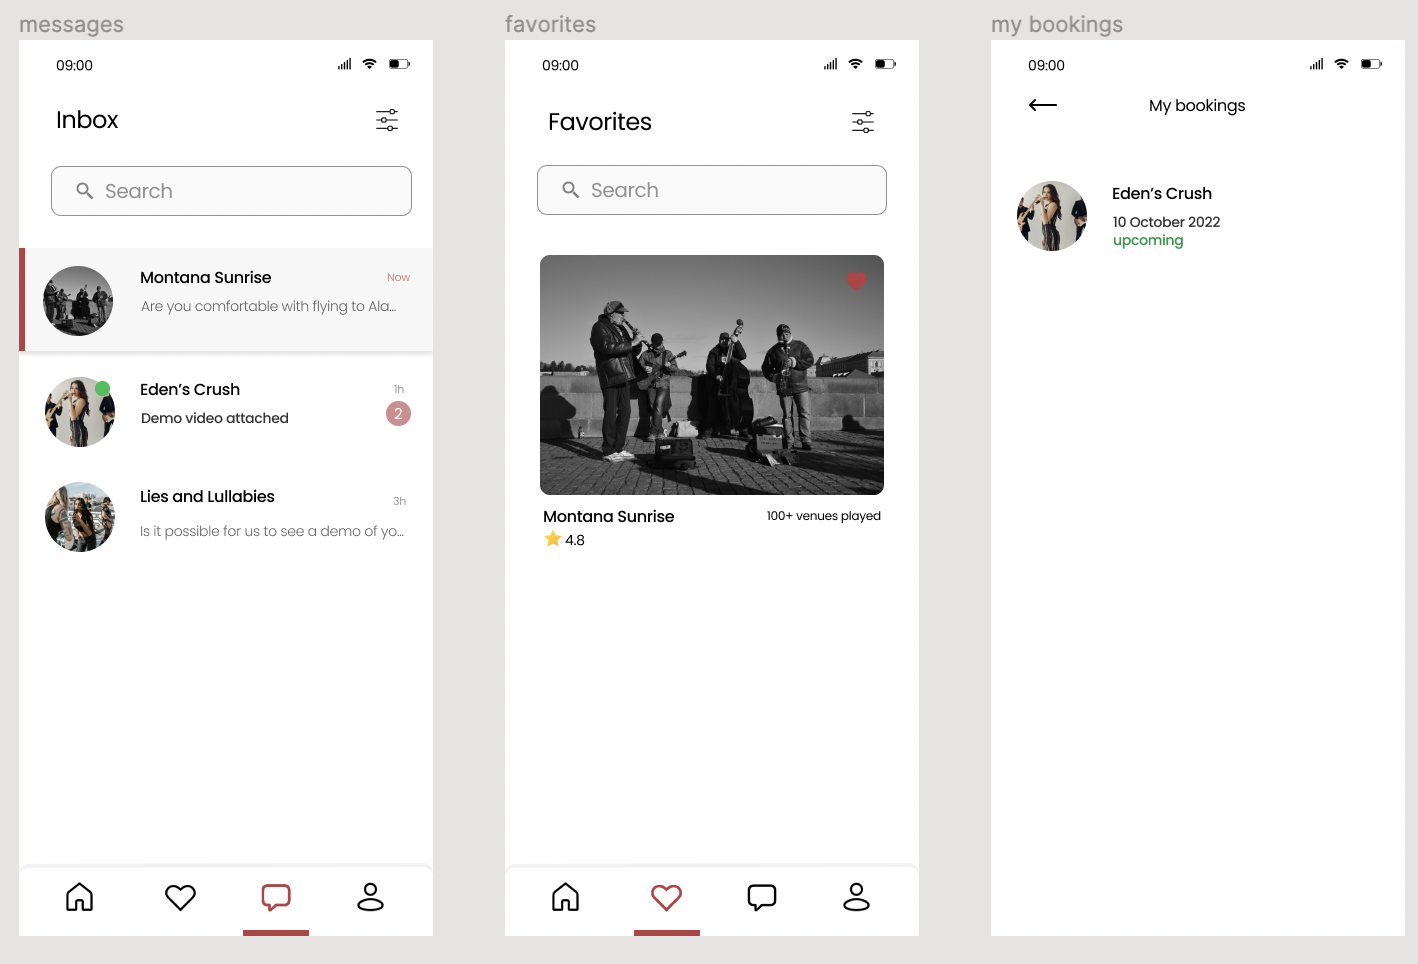 messages
09:00
Inbox
Search
Montana Sunrise
Now
Are you comfortable with flying to Ala...
Eden's Crush
1h
Demo video attached
2
Lies and Lullabies
3h
Is it possible for us to see a demo of yo...
favorites
09:00
Favorites
Search
Montana Sunrise
100+ venues played
4.8
my bookings
09:00
My bookings
Eden's Crush
10 October 2022
upcoming